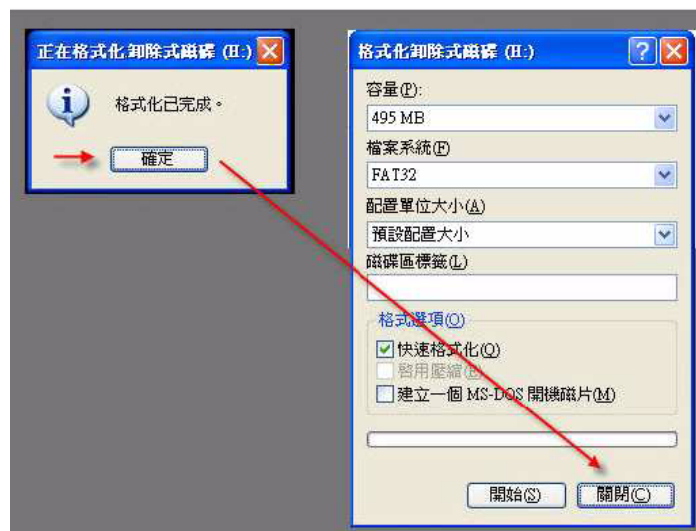 正在格式化 卸除式磁碟 (H:)
格式化已完成。
確定
格式化卸除式磁碟 (H:)
容量(P):
495 MB
檔案系統(F)
FAT32
配置單位大小(A)
預設配置大小
磁碟區標籤(L)
格式選項(O)
快速格式化(Q)
啟用壓縮(E)
建立一個 MS-DOS 開機磁片(M)
開始(S)
關閉(C)